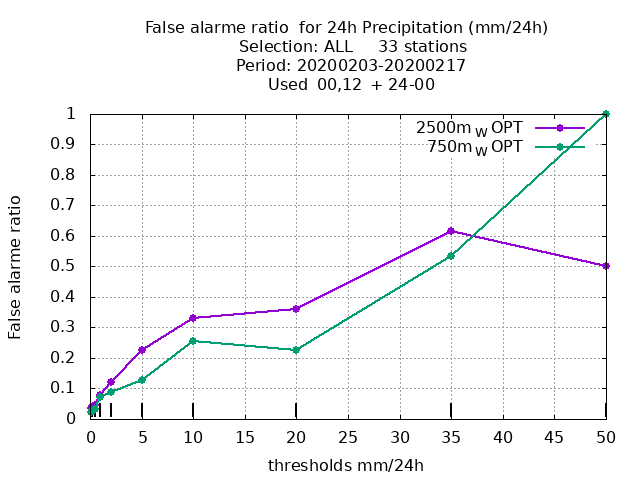 False alarme ratio  for 24h Precipitation (mm/24h)
Selection: ALL     33 stations
Period: 20200203-20200217
Used  00,12  + 24-00
2500m_W OPT
750m_W OPT
False alarme ratio
1
0.9
0.8
0.7
0.6
0.5
0.4
0.3
0.2
0.1
0
0 5 10 15 20 25 30 35 40 45 50
thresholds mm/24h